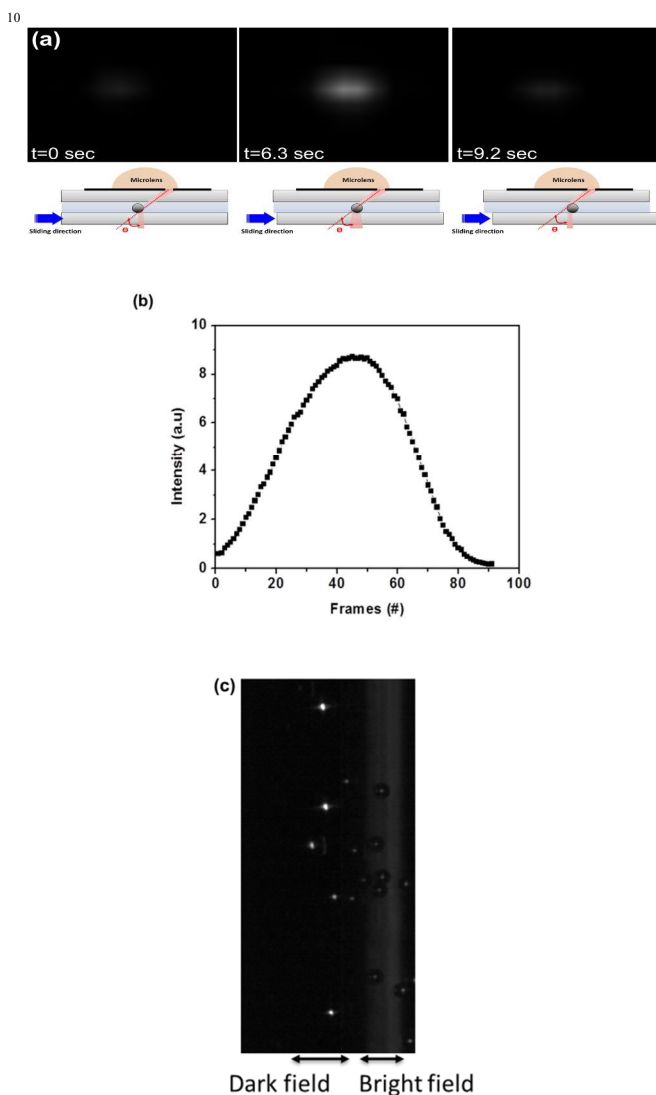 10
(a)
t=0 sec
t=6.3 sec
t=9.2 sec
Microlens
Microlens
Microlens
Sliding direction
Sliding direction
Sliding direction
Θ
Θ
Θ
(b)
10
8
6
4
2
0
Intensity (a.u)
0 20 40 60 80 100
Frames (#)
(c)
Dark field Bright field